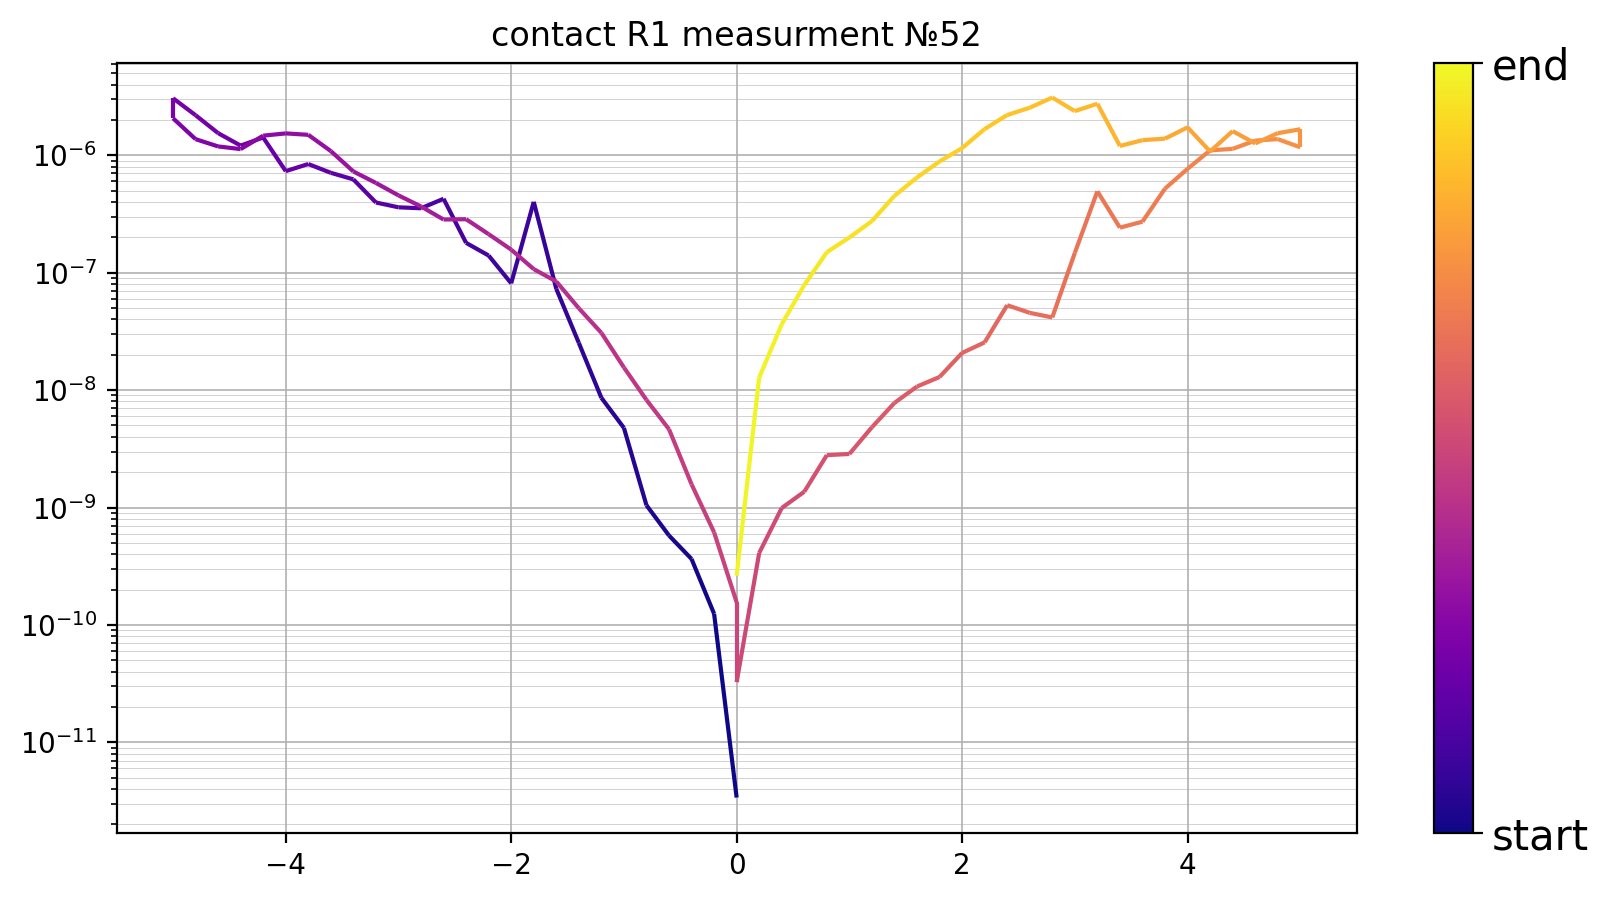 contact R1 measurment №52
10⁻⁶
10⁻⁷
10⁻⁸
10⁻⁹
10⁻¹⁰
10⁻¹¹
−4 −2 0 2 4
end
start